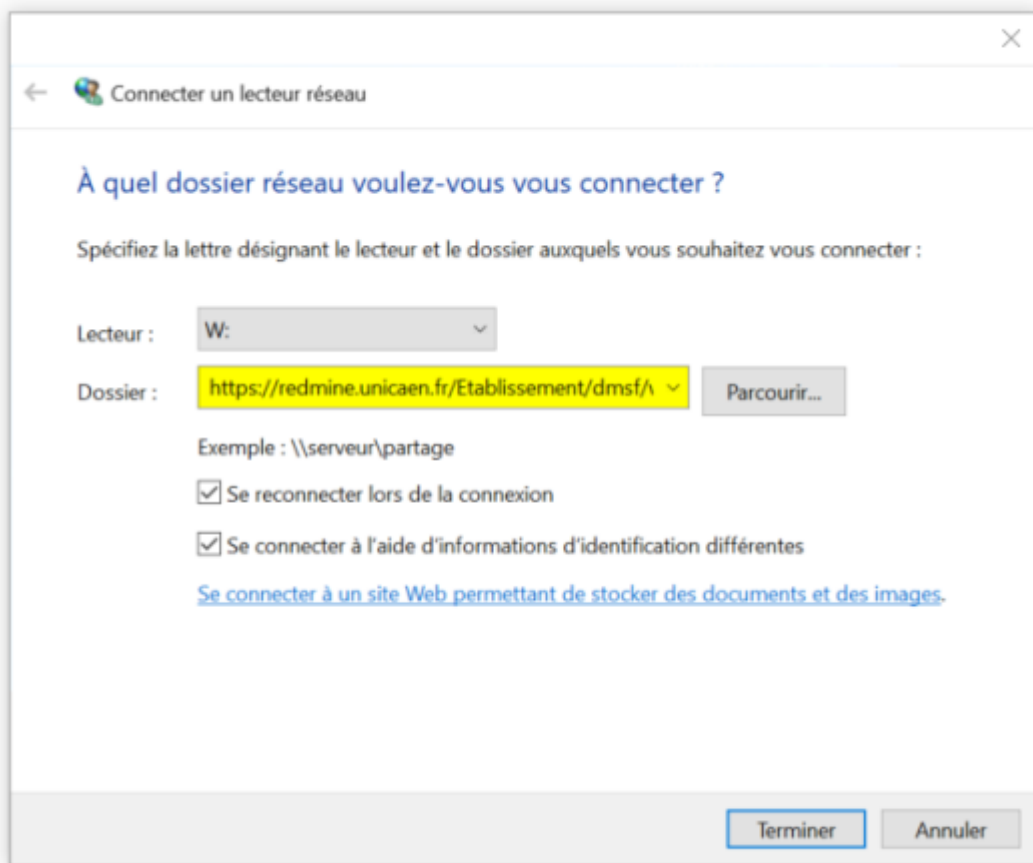 Connecter un lecteur réseau
À quel dossier réseau voulez-vous vous connecter ?
Spécifiez la lettre désignant le lecteur et le dossier auxquels vous souhaitez vous connecter :
Lecteur : W:
Dossier : https://redmine.unicaen.fr/Etablissement/dmsf/ Parcourir...
Exemple : \\serveur\partage
Se reconnecter lors de la connexion
Se connecter à l'aide d'informations d'identification différentes
Se connecter à un site Web permettant de stocker des documents et des images.
Terminer Annuler